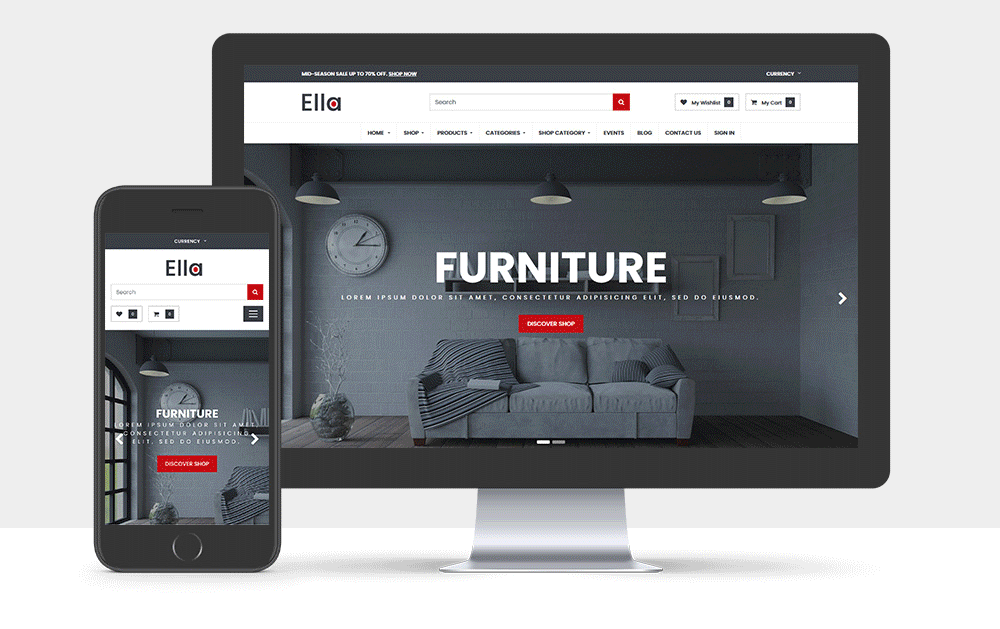 MID-SEASON SALE UP TO 70% OFF. SHOP NOW
CURRENCY
Ella
Search
My Wishlist 0
My Cart 0
HOME SHOP PRODUCTS CATEGORIES SHOP CATEGORY EVENTS BLOG CONTACT US SIGN IN
FURNITURE
LOREM IPSUM DOLOR SIT AMET, CONSECTETUR ADIPISICING ELIT, SED DO EIUSMOD.
DISCOVER SHOP
CURRENCY
Ella
Search
0
0
FURNITURE
LOREM IPSUM DOLOR SIT AMET,
CONSECTETUR ADIPISICING
ELIT, SED DO EIUSMOD.
DISCOVER SHOP